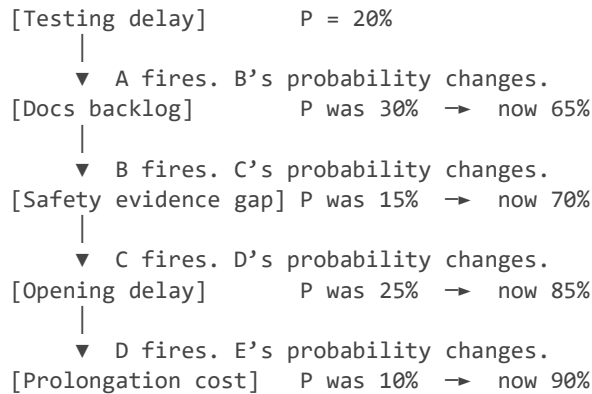 [Testing delay] P = 20%
│
▼ A fires. B’s probability changes.
[Docs backlog] P was 30% → now 65%
│
▼ B fires. C’s probability changes.
[Safety evidence gap] P was 15% → now 70%
│
▼ C fires. D’s probability changes.
[Opening delay] P was 25% → now 85%
│
▼ D fires. E’s probability changes.
[Prolongation cost] P was 10% → now 90%